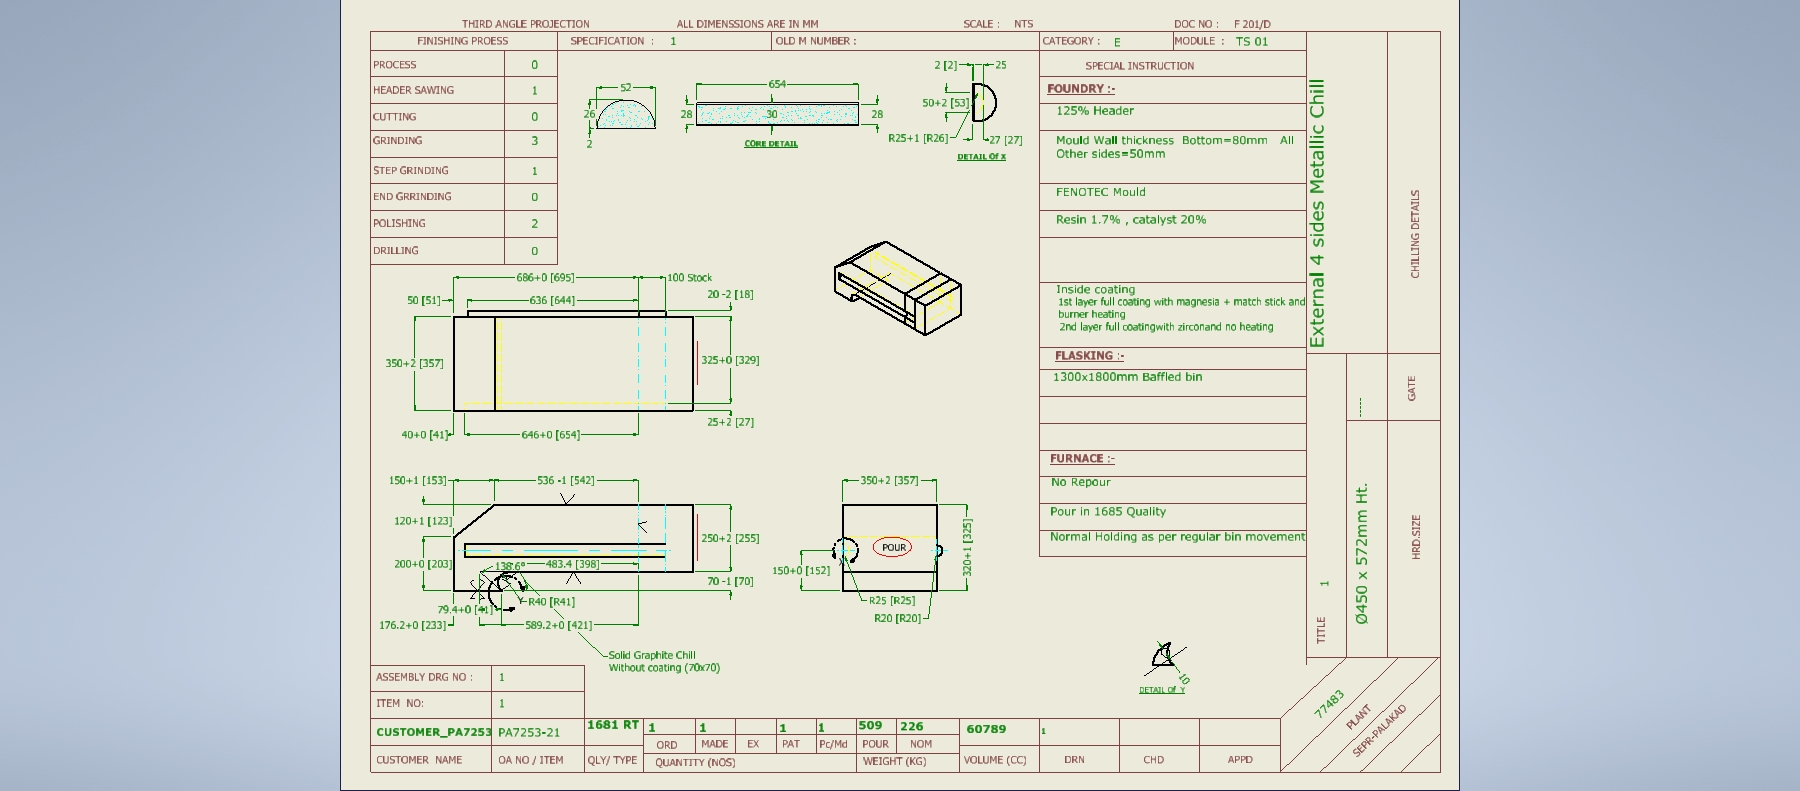 THIRD ANGLE PROJECTION ALL DIMENSSIONS ARE IN MM SCALE : NTS DOC NO : F 201/D
FINISHING PROESS SPECIFICATION : 1 OLD M NUMBER : CATEGORY : E MODULE : TS 01
PROCESS 0
HEADER SAWING 1
CUTTING 0
GRINDING 3
STEP GRINDING 1
END GRRINDING 0
POLISHING 2
DRILLING 0
52
26
2
654
28
30
28
CORE DETAIL
2 [2]
25
50+2 [53]
R25+1 [R26]
27 [27]
DETAIL Of X
SPECIAL INSTRUCTION
FOUNDRY :-
125% Header
Mould Wall thickness Bottom=80mm All
Other sides=50mm
FENOTEC Mould
Resin 1.7% , catalyst 20%
Inside coating
1st layer full coating with magnesia + match stick and
burner heating
2nd layer full coatingwith zirconand no heating
FLASKING :-
1300x1800mm Baffled bin
FURNACE :-
No Repour
Pour in 1685 Quality
Normal Holding as per regular bin movement
External 4 sides Metallic Chill
CHILLING DETAILS
GATE
-----
HRD.SIZE
Ø450 x 572mm Ht.
TITLE 1
686+0 [695]
100 Stock
50 [51]
636 [644]
20 -2 [18]
350+2 [357]
325+0 [329]
25+2 [27]
40+0 [41]
646+0 [654]
150+1 [153]
536 -1 [542]
120+1 [123]
250+2 [255]
200+0 [203]
138.6°
483.4 [398]
70 -1 [70]
79.4+0 [41]
R40 [R41]
176.2+0 [233]
589.2+0 [421]
Solid Graphite Chill
Without coating (70x70)
350+2 [357]
POUR
320+1 [325]
150+0 [152]
R25 [R25]
R20 [R20]
10
DETAIL Of Y
ASSEMBLY DRG NO : 1
ITEM NO: 1
CUSTOMER_PA7253 PA7253-21 1681 RT 1 1 1 1 509 226 60789 1
ORD MADE EX PAT Pc/Md POUR NOM
CUSTOMER NAME OA NO / ITEM QLY/ TYPE QUANTITY (NOS) WEIGHT (KG) VOLUME (CC) DRN CHD APPD
77483
PLANT
SEPR-PALAKAD